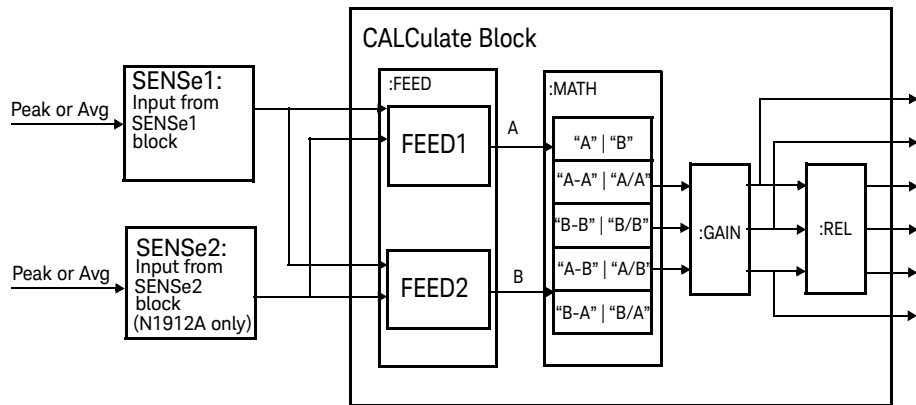 CALCulate Block
SENSe1:
Input from
SENSe1
block
Peak or Avg
:FEED
FEED1
A
:MATH
“A” | “B”
“A-A” | “A/A”
“B-B” | “B/B”
“A-B” | “A/B”
“B-A” | “B/A”
:GAIN
:REL
SENSe2:
Input from
SENSe2
block
(N1912A only)
Peak or Avg
FEED2
B